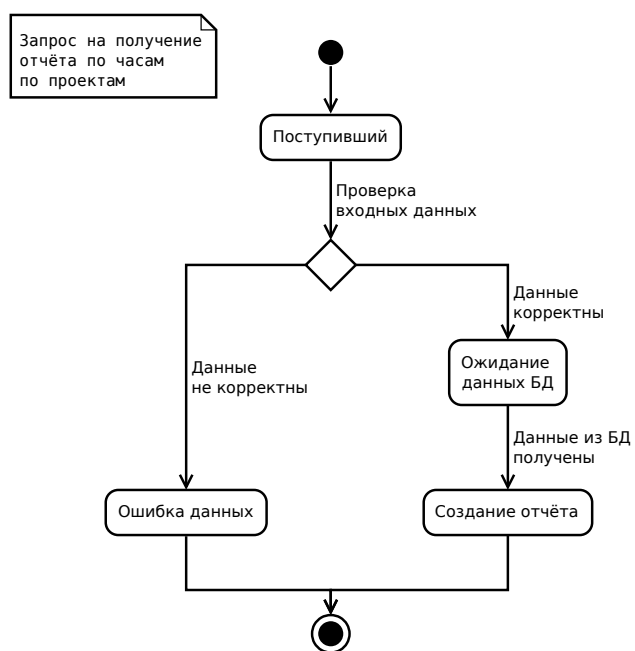 Запрос на получение
отчёта по часам
по проектам
Поступивший
Проверка
входных данных
Данные
корректны
Ожидание
данных БД
Данные
не корректны
Данные из БД
получены
Ошибка данных
Создание отчёта